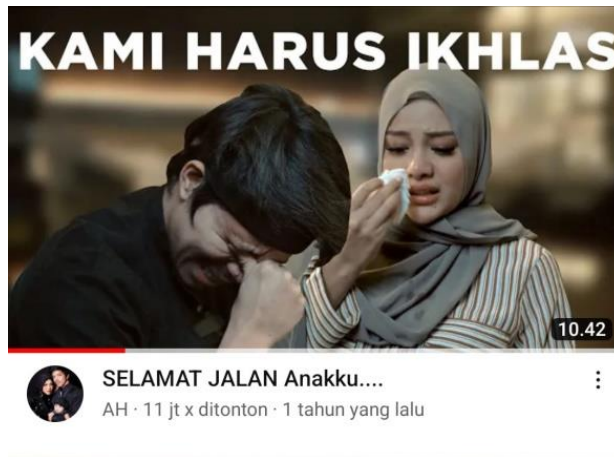 KAMI HARUS IKHLAS
10.42
SELAMAT JALAN Anakku....
AH · 11 jt x ditonton · 1 tahun yang lalu